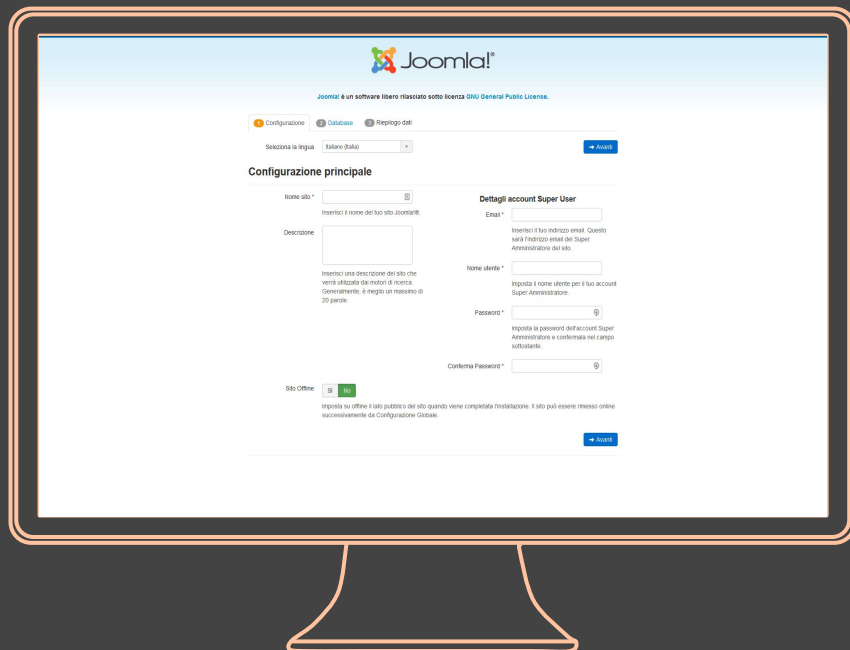 Joomla!®
Joomla! è un software libero rilasciato sotto licenza GNU General Public License.
1 Configurazione 2 Database 3 Riepilogo dati
Seleziona la lingua Italiano (Italia) Avanti
Configurazione principale
Nome sito *
Inserisci il nome del tuo sito Joomla!®.
Descrizione
Inserisci una descrizione del sito che
verrà utilizzata dai motori di ricerca.
Generalmente, è meglio un massimo di
20 parole.
Dettagli account Super User
Email *
Inserisci il tuo indirizzo email. Questo
sarà l'indirizzo email del Super
Amministratore del sito.
Nome utente *
Imposta il nome utente per il tuo account
Super Amministratore.
Password *
Imposta la password dell'account Super
Amministratore e confermala nel campo
sottostante.
Conferma Password *
Sito Offline Sì No
Imposta su offline il lato pubblico del sito quando viene completata l'installazione. Il sito può essere rimesso online
successivamente da Configurazione Globale.
Avanti